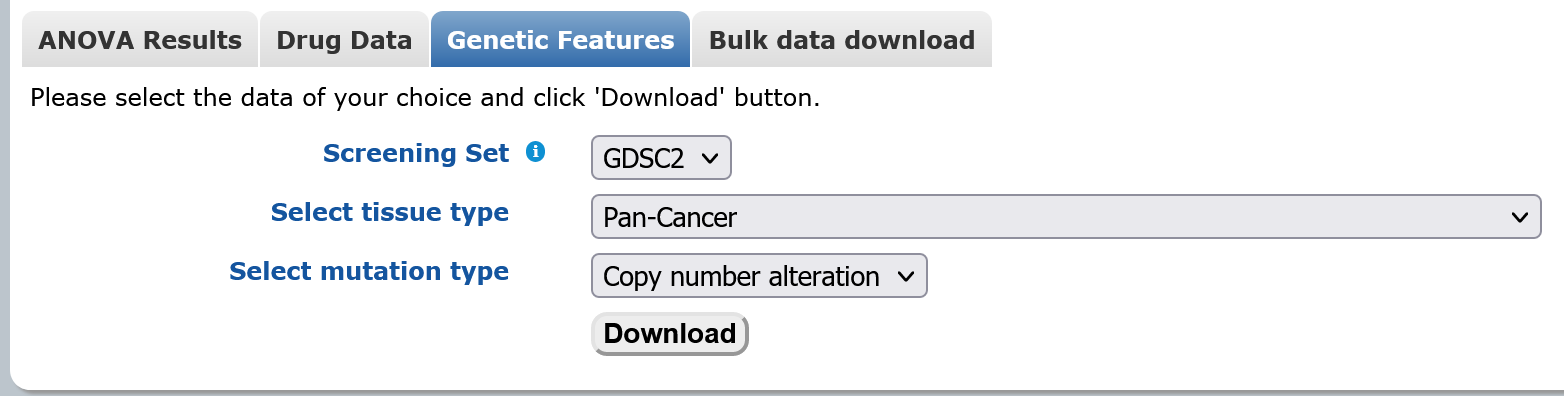 ANOVA Results Drug Data Genetic Features Bulk data download
Please select the data of your choice and click 'Download' button.
Screening Set i GDSC2
Select tissue type Pan-Cancer
Select mutation type Copy number alteration
Download